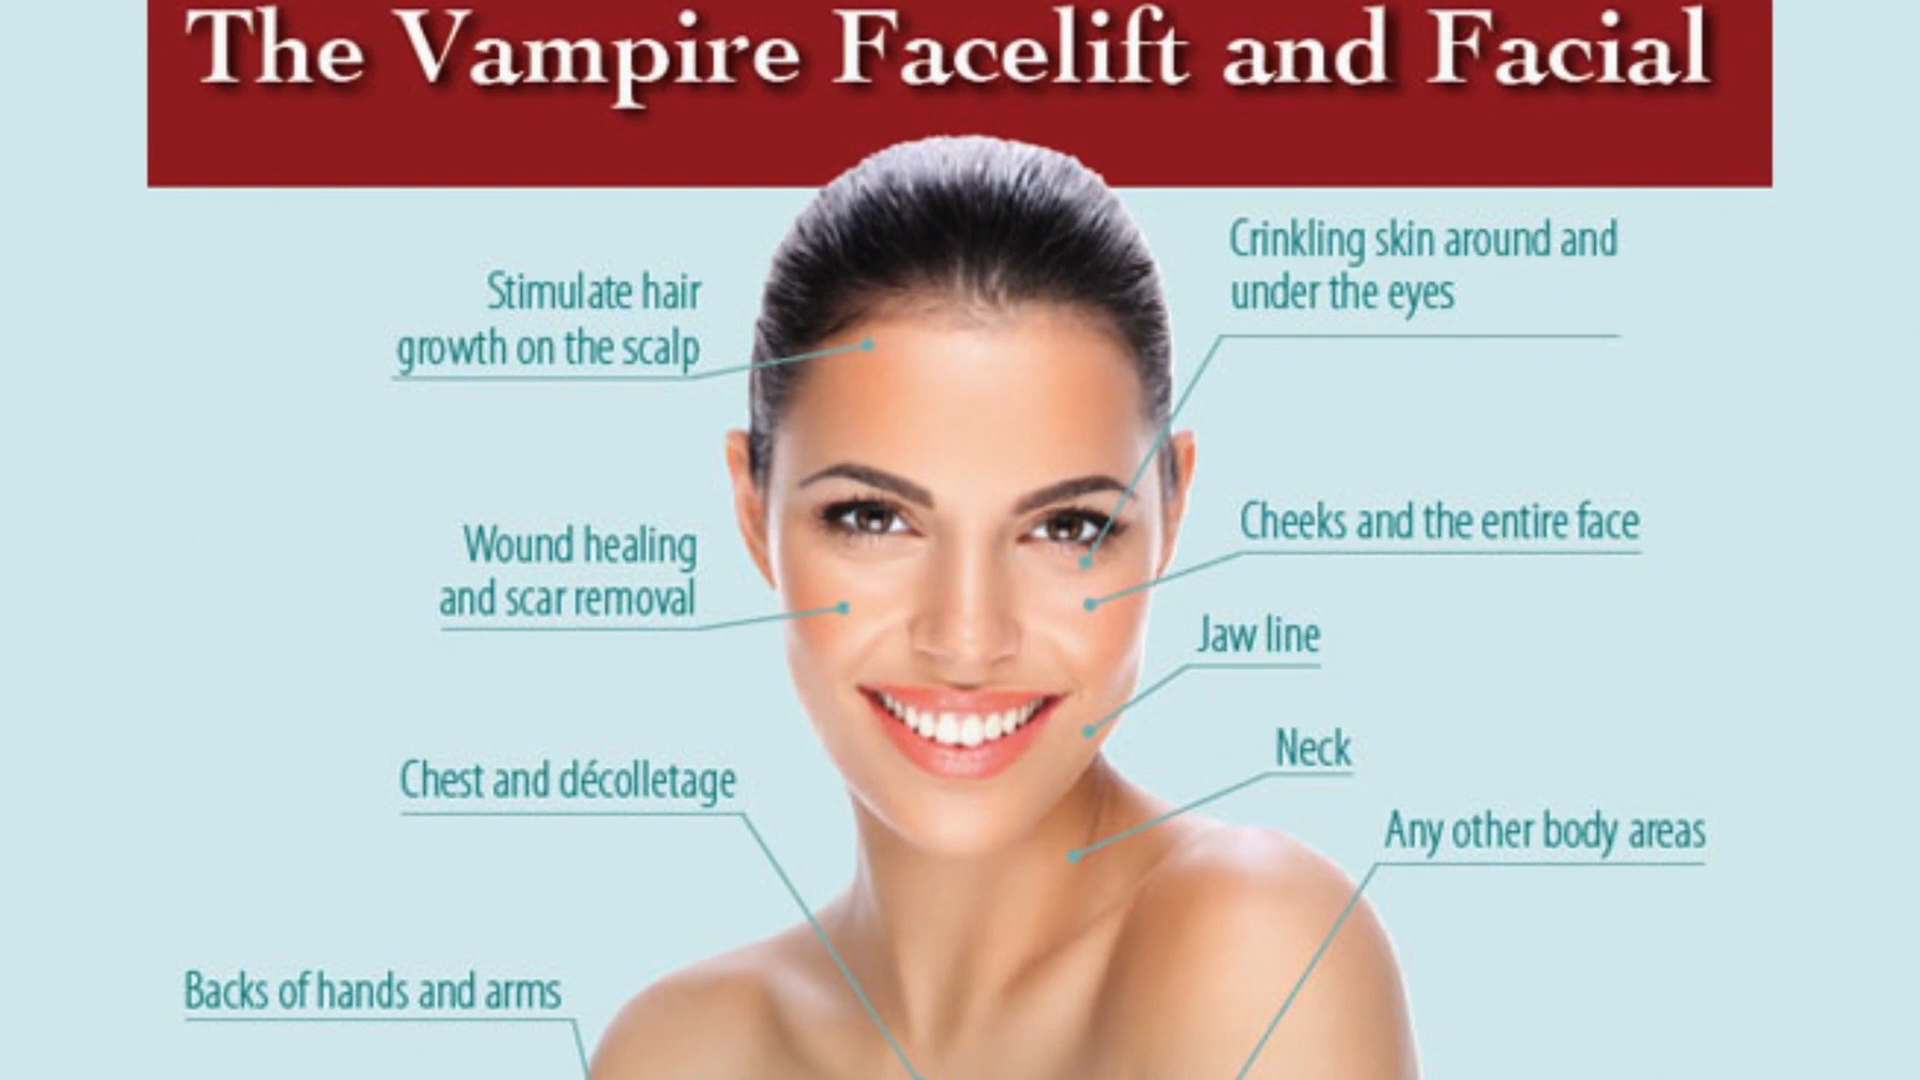 The Vampire Facelift and Facial
Crinkling skin around and
under the eyes
Stimulate hair
growth on the scalp
Cheeks and the entire face
Wound healing
and scar removal
Jaw line
Neck
Chest and décolletage
Any other body areas
Backs of hands and arms